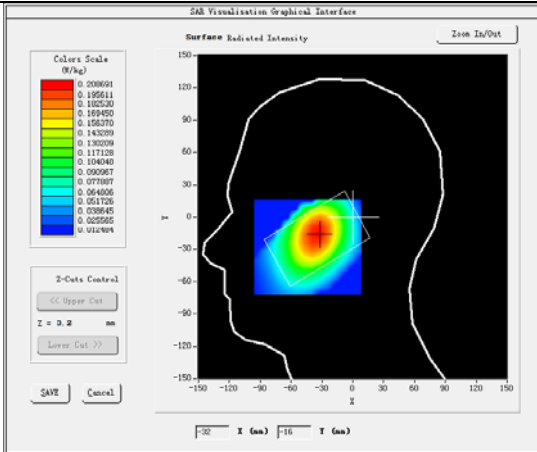 SAR Visualisation Graphical Interface
Surface Radiated Intensity
Zoom In/Out
Colors Scale
(W/kg)
0.208691
0.195611
0.182530
0.169450
0.156370
0.143289
0.130209
0.117128
0.104048
0.090967
0.077887
0.064806
0.051726
0.038645
0.025565
0.012484
150
90
60
30
0
-30
-60
-90
-120
-150
Y
-150 -120 -90 -60 -30 0 30 60 90 120 150
X
Z-Cuts Control
<< Upper Cut
Z = 3.2 mm
Lower Cut >>
SAVE Cancel
-32 X (mm) -16 Y (mm)